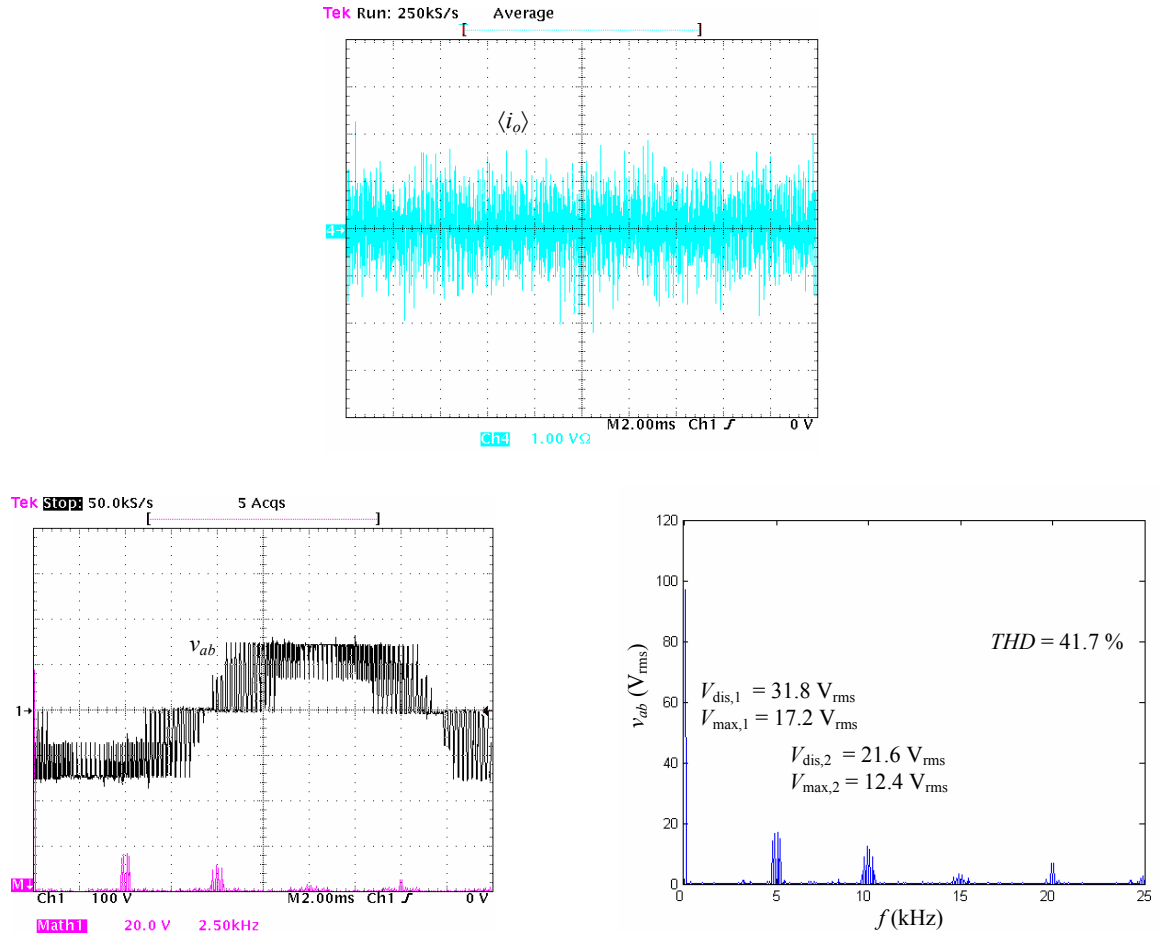 Tek Run: 250kS/s Average
[ ]
⟨i_o⟩
4→
M2.00ms Ch1 ʃ 0 V
Ch4 1.00 VΩ
Tek Stop: 50.0kS/s 5 Acqs
[ ]
v_ab
1→
M↓
Ch1 100 V M2.00ms Ch1 ʃ 0 V
Math1 20.0 V 2.50kHz
120
100
80
60
40
20
0
v_ab (V_rms)
THD = 41.7 %
V_dis,1 = 31.8 V_rms
V_max,1 = 17.2 V_rms
V_dis,2 = 21.6 V_rms
V_max,2 = 12.4 V_rms
0 5 10 15 20 25
f (kHz)